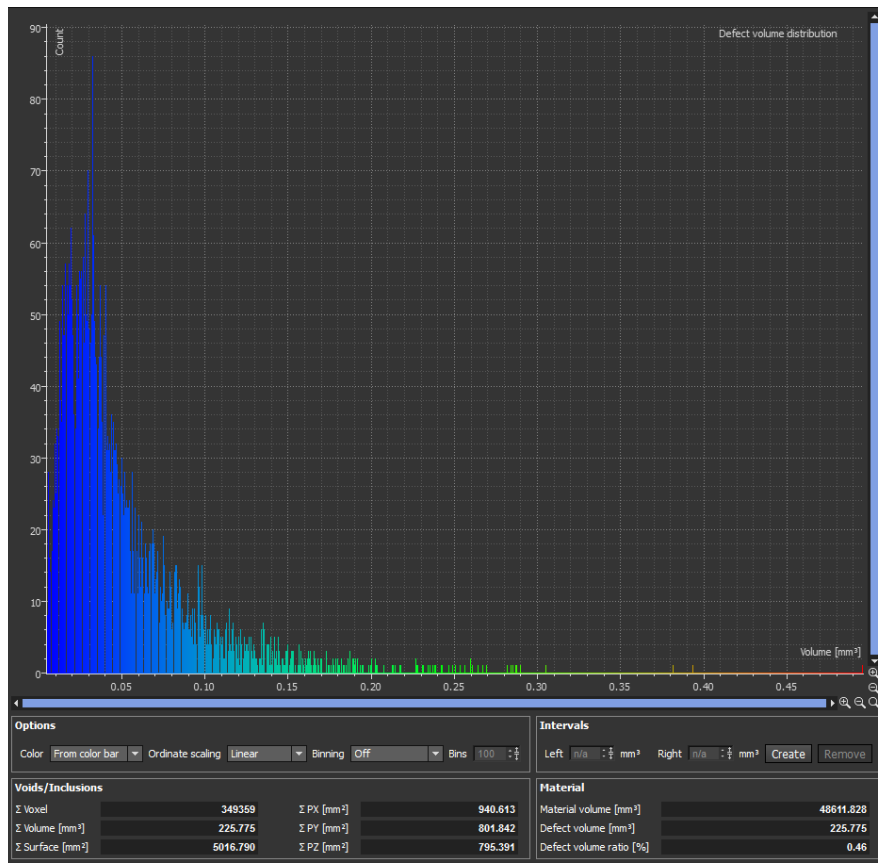 90
Count
Defect volume distribution
80
70
60
50
40
30
20
10
Volume [mm³]
0
0.05 0.10 0.15 0.20 0.25 0.30 0.35 0.40 0.45
Options
Color From color bar Ordinate scaling Linear Binning Off Bins 100
Intervals
Left n/a mm³ Right n/a mm³ Create Remove
Voids/Inclusions
Σ Voxel 349359 Σ PX [mm²] 940.613
Σ Volume [mm³] 225.775 Σ PY [mm²] 801.842
Σ Surface [mm²] 5016.790 Σ PZ [mm²] 795.391
Material
Material volume [mm³] 48611.828
Defect volume [mm³] 225.775
Defect volume ratio [%] 0.46